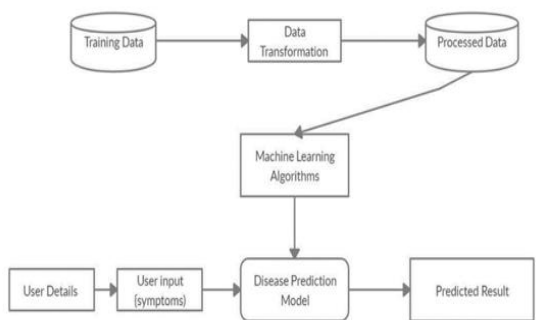 Training Data
Data
Transformation
Processed Data
Machine Learning
Algorithms
User Details
User input
(symptoms)
Disease Prediction
Model
Predicted Result